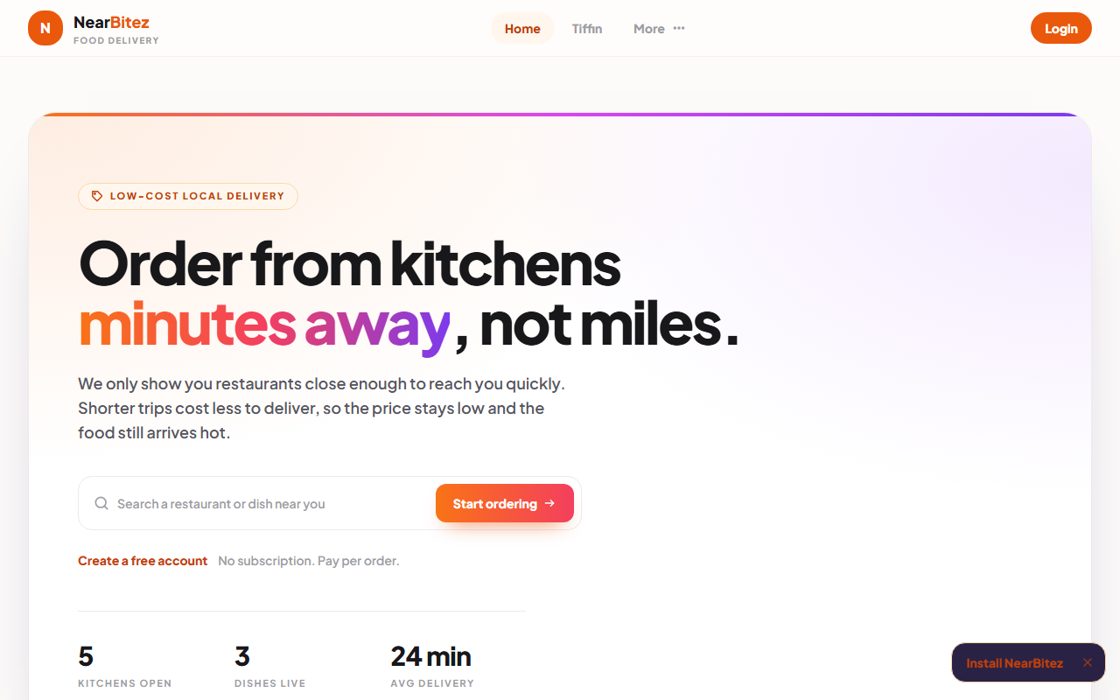 N
NearBitez
FOOD DELIVERY
Home
Tiffin
More
Login
LOW-COST LOCAL DELIVERY
Order from kitchens
minutes away, not miles.
We only show you restaurants close enough to reach you quickly.
Shorter trips cost less to deliver, so the price stays low and the
food still arrives hot.
Search a restaurant or dish near you
Start ordering →
Create a free account No subscription. Pay per order.
5
KITCHENS OPEN
3
DISHES LIVE
24 min
AVG DELIVERY
Install NearBitez ×